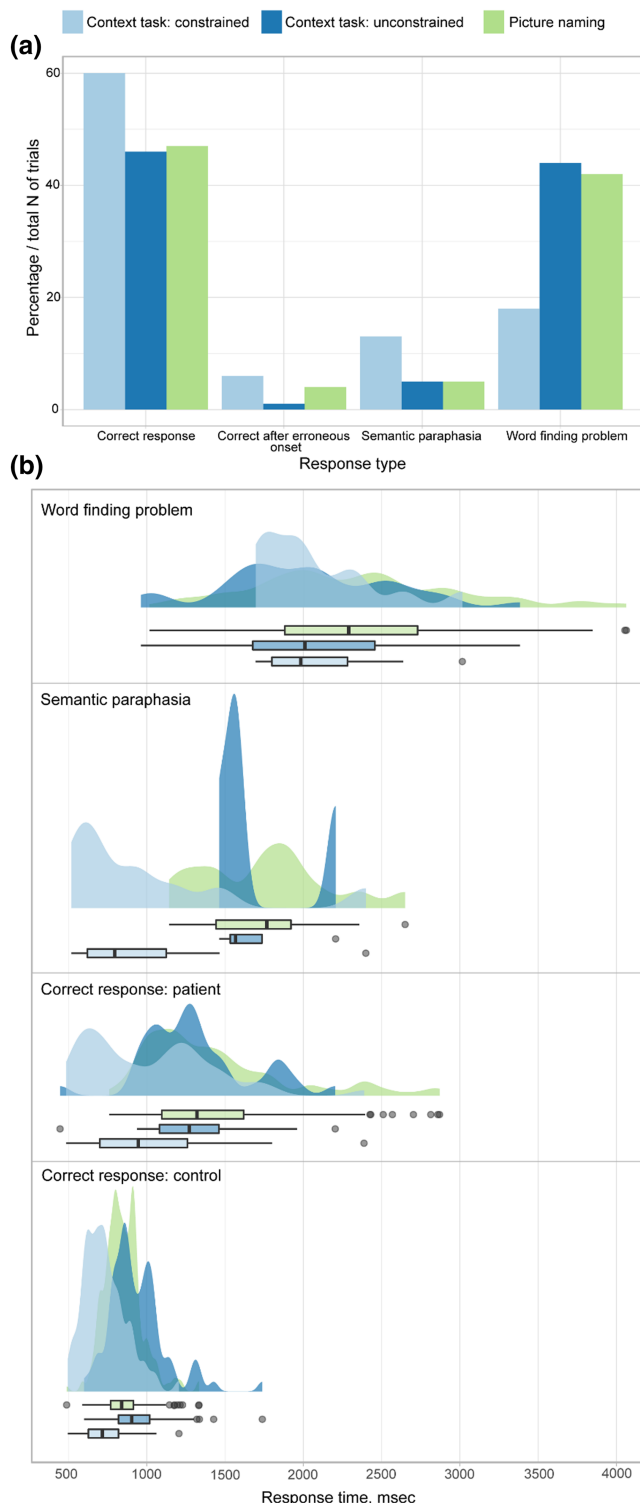 Context task: constrained Context task: unconstrained Picture naming
(a)
60
40
20
0
Percentage / total N of trials
Correct response Correct after erroneous onset Semantic paraphasia Word finding problem
Response type
(b)
Word finding problem
Semantic paraphasia
Correct response: patient
Correct response: control
500 1000 1500 2000 2500 3000 3500 4000
Response time, msec